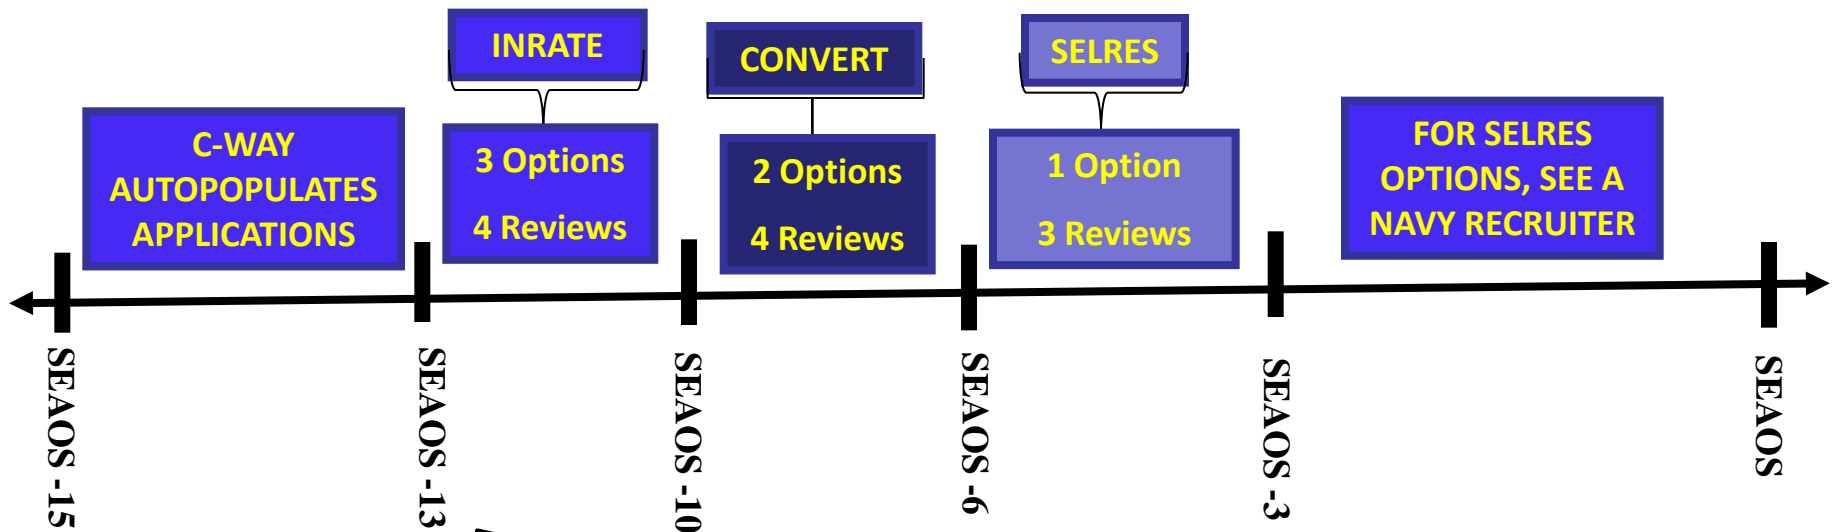 INRATE
CONVERT
SELRES
C-WAY
AUTOPOPULATES
APPLICATIONS
3 Options
4 Reviews
2 Options
4 Reviews
1 Option
3 Reviews
FOR SELRES
OPTIONS, SEE A
NAVY RECRUITER
SEAOS -15
SEAOS -13
SEAOS -10
SEAOS -6
SEAOS -3
SEAOS